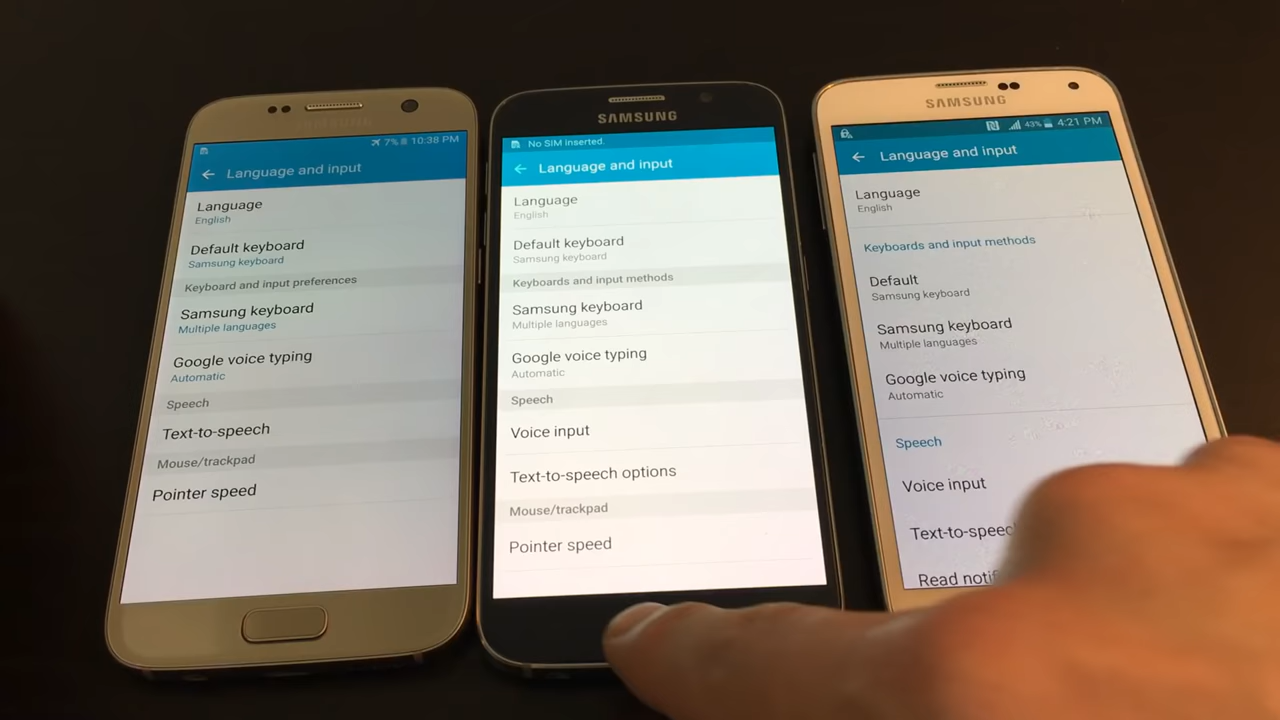 7% 10:38 PM
Language and input
Language
English
Default keyboard
Samsung keyboard
Keyboard and input preferences
Samsung keyboard
Multiple languages
Google voice typing
Automatic
Speech
Text-to-speech
Mouse/trackpad
Pointer speed
SAMSUNG
No SIM inserted.
Language and input
Language
English
Default keyboard
Samsung keyboard
Keyboards and input methods
Samsung keyboard
Multiple languages
Google voice typing
Automatic
Speech
Voice input
Text-to-speech options
Mouse/trackpad
Pointer speed
SAMSUNG
43% 4:21 PM
Language and input
Language
English
Keyboards and input methods
Default
Samsung keyboard
Samsung keyboard
Multiple languages
Google voice typing
Automatic
Speech
Voice input
Text-to-speec
Read notif